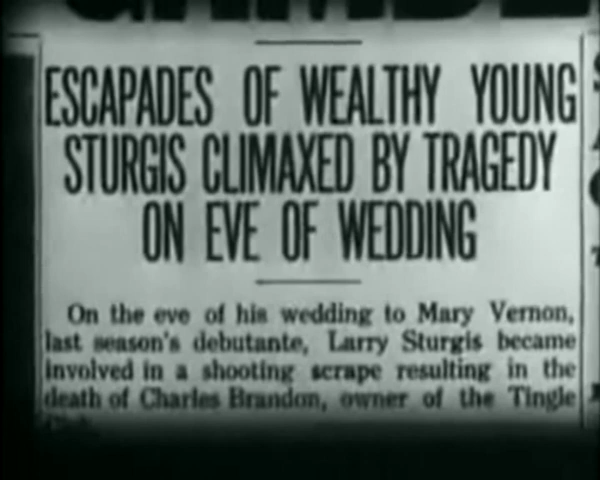 ESCAPADES OF WEALTHY YOUNG
STURGIS CLIMAXED BY TRAGEDY
ON EVE OF WEDDING
On the eve of his wedding to Mary Vernon,
last season's debutante, Larry Sturgis became
involved in a shooting scrape resulting in the
death of Charles Brandon, owner of the Tingle